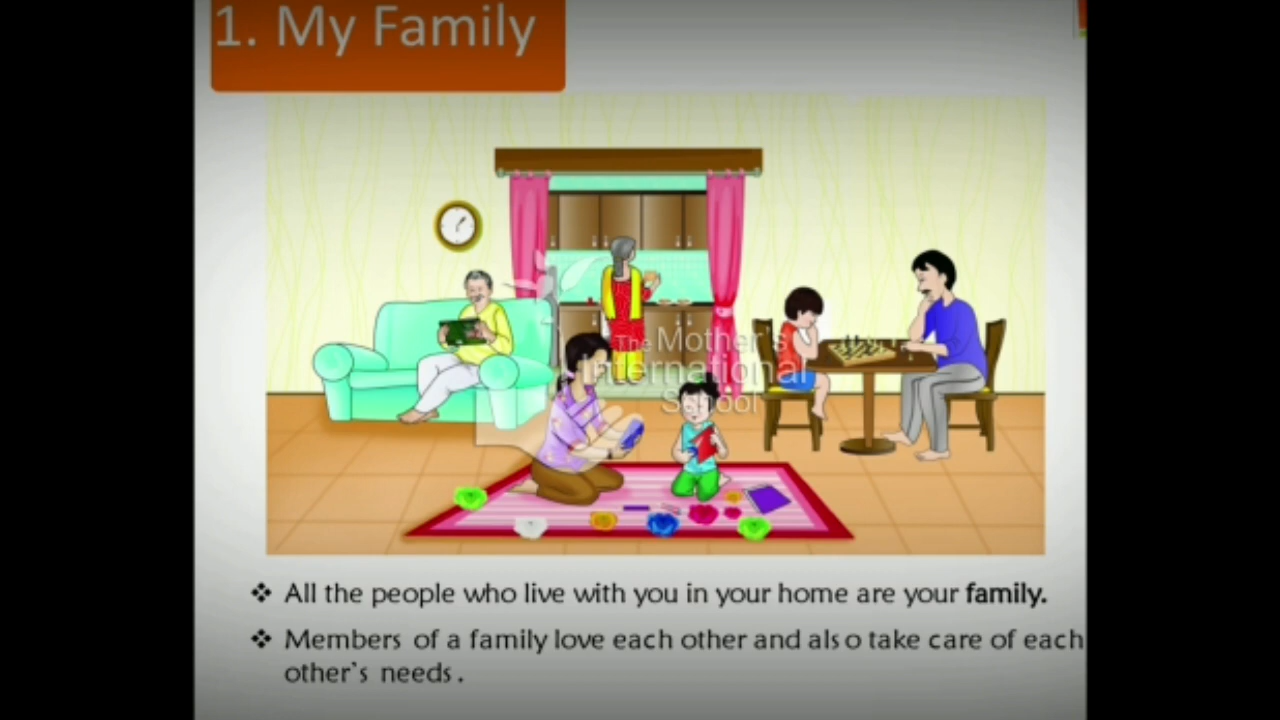 1. My Family
The Mother's
International
School
❖ All the people who live with you in your home are your family.
❖ Members of a family love each other and als o take care of each
other's needs .